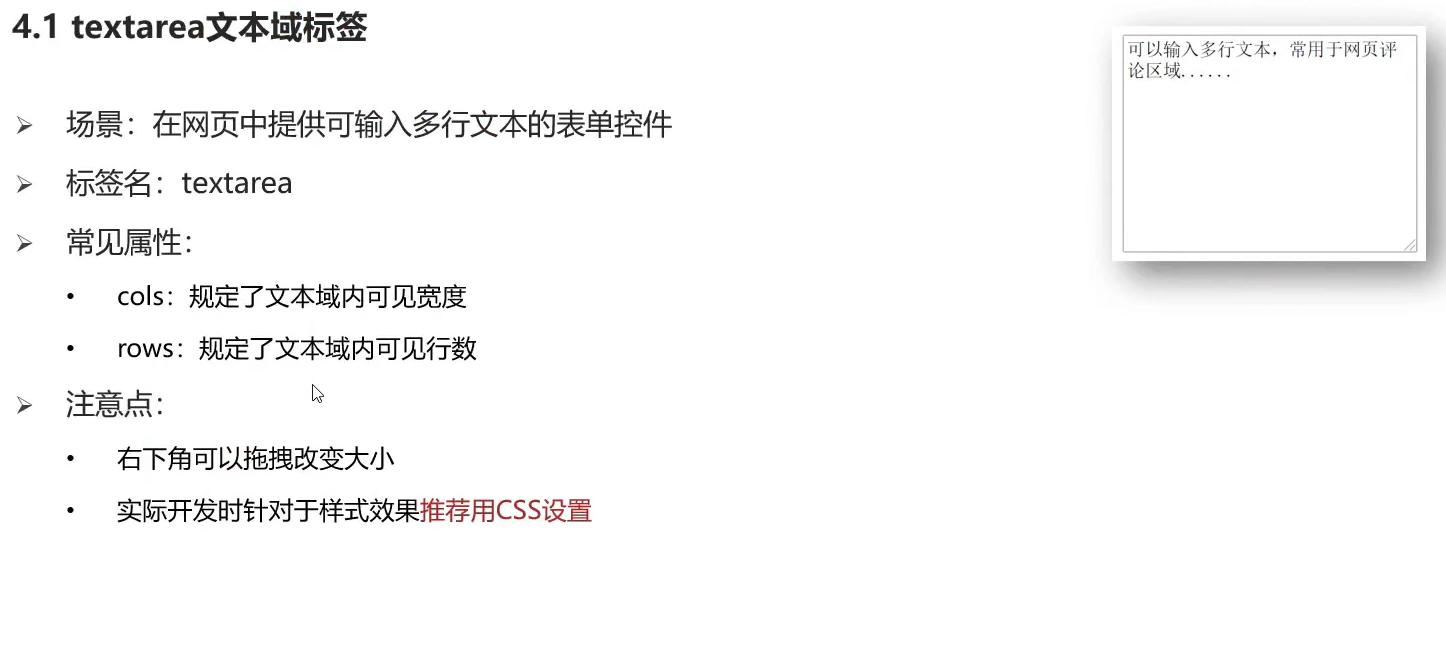 4.1 textarea文本域标签
可以输入多行文本，常用于网页评
论区域......
场景：在网页中提供可输入多行文本的表单控件
标签名：textarea
常见属性：
cols：规定了文本域内可见宽度
rows：规定了文本域内可见行数
注意点：
右下角可以拖拽改变大小
实际开发时针对于样式效果推荐用CSS设置